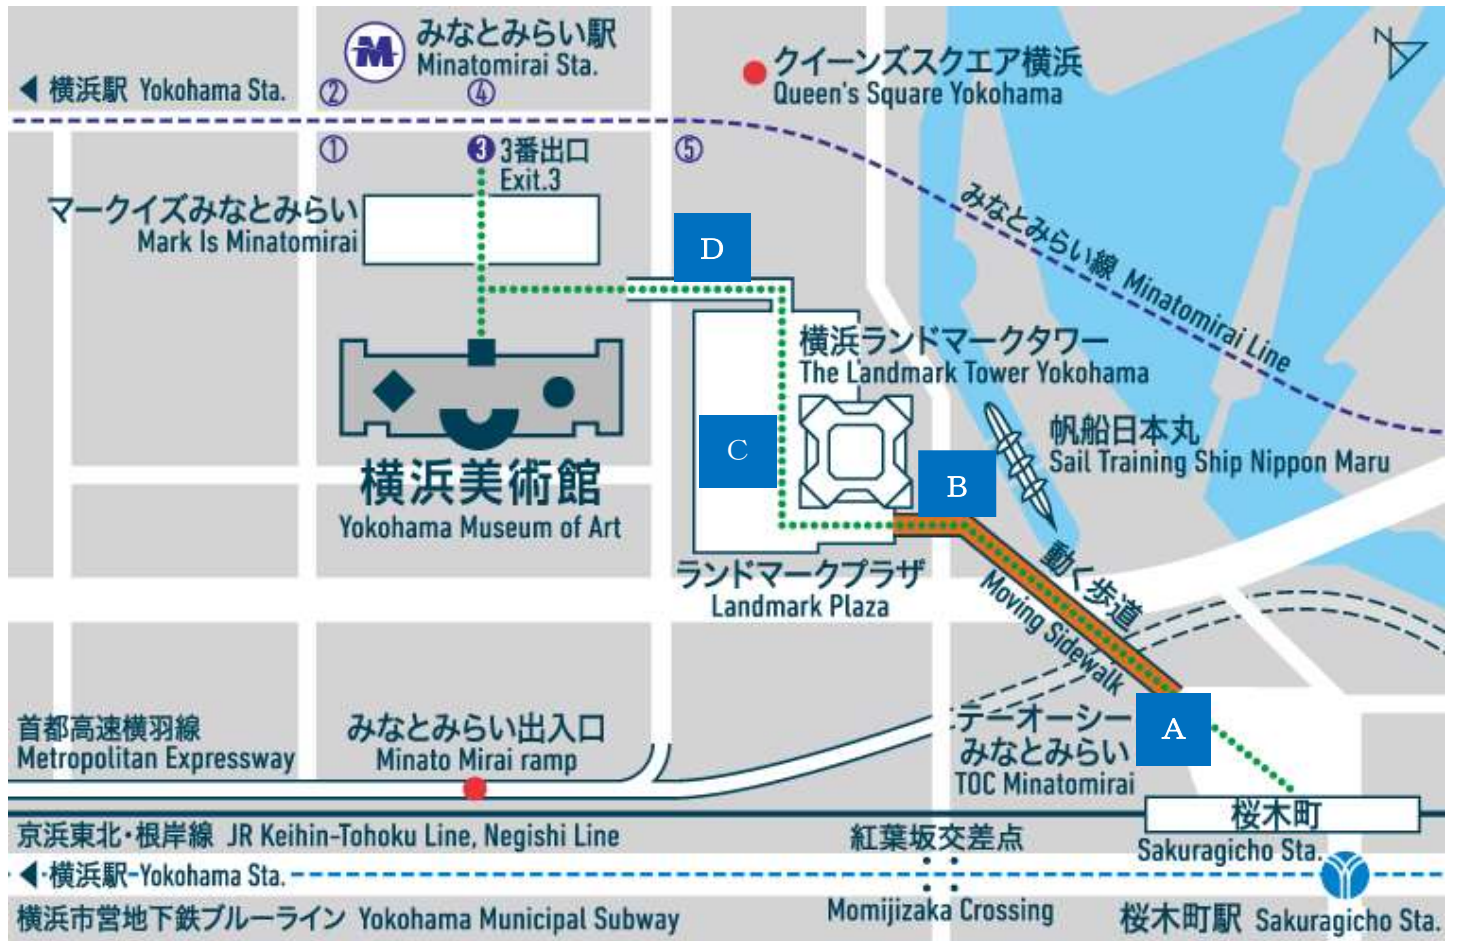 みなとみらい駅
Minatomirai Sta.
クイーンズスクエア横浜
Queen's Square Yokohama
N
横浜駅 Yokohama Sta.
②
④
①
❸ 3番出口
Exit.3
⑤
マークイズみなとみらい
Mark Is Minatomirai
みなとみらい線 Minatomirai Line
D
横浜ランドマークタワー
The Landmark Tower Yokohama
帆船日本丸
Sail Training Ship Nippon Maru
C
B
横浜美術館
Yokohama Museum of Art
動く歩道
Moving Sidewalk
ランドマークプラザ
Landmark Plaza
A
首都高速横羽線
Metropolitan Expressway
みなとみらい出入口
Minato Mirai ramp
テーオーシー
みなとみらい
TOC Minatomirai
桜木町
Sakuragicho Sta.
京浜東北・根岸線 JR Keihin-Tohoku Line, Negishi Line
紅葉坂交差点
Momijizaka Crossing
横浜駅 Yokohama Sta.
横浜市営地下鉄ブルーライン Yokohama Municipal Subway
桜木町駅 Sakuragicho Sta.